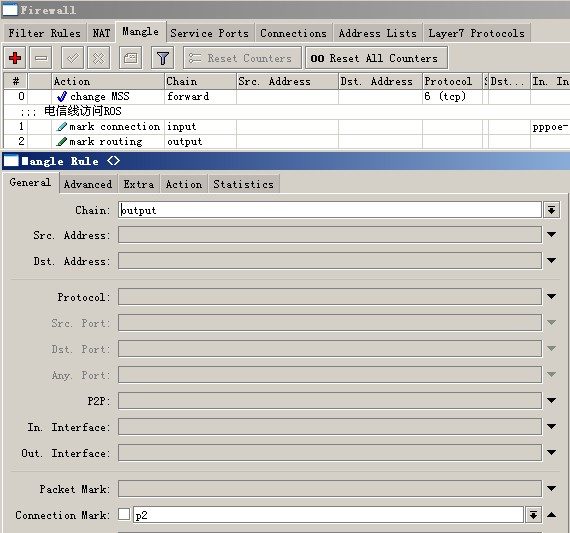 Firewall
Filter Rules NAT Mangle Service Ports Connections Address Lists Layer7 Protocols
Reset Counters 00 Reset All Counters
# Action Chain Src. Address Dst. Address Protocol Dst... In. In
0 change MSS forward 6 (tcp)
;;; 电信线访问ROS
1 mark connection input pppoe-
2 mark routing output
Mangle Rule <>
General Advanced Extra Action Statistics
Chain: output
Src. Address:
Dst. Address:
Protocol:
Src. Port:
Dst. Port:
Any. Port:
P2P:
In. Interface:
Out. Interface:
Packet Mark:
Connection Mark: p2